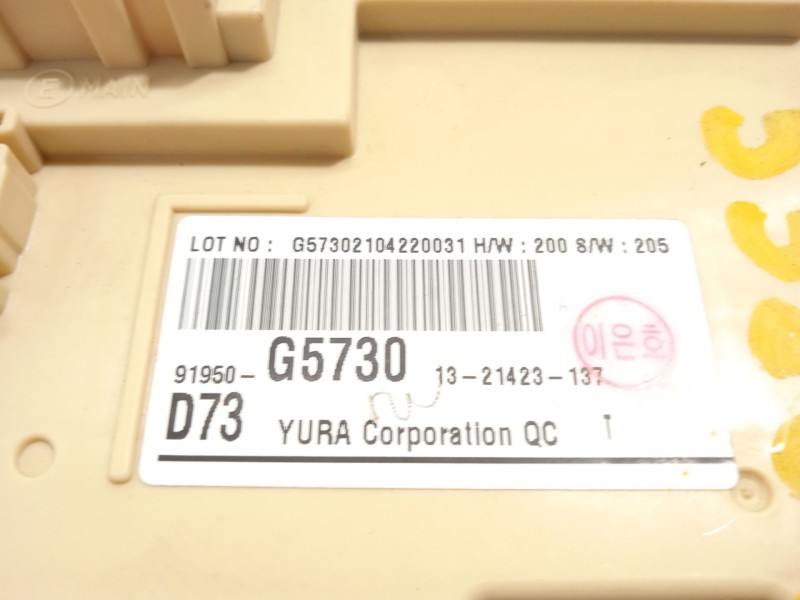 E MAIN
LOT NO : G57302104220031 H/W : 200 S/W : 205
91950- G5730 13-21423-137
이은호
D73 YURA Corporation QC T